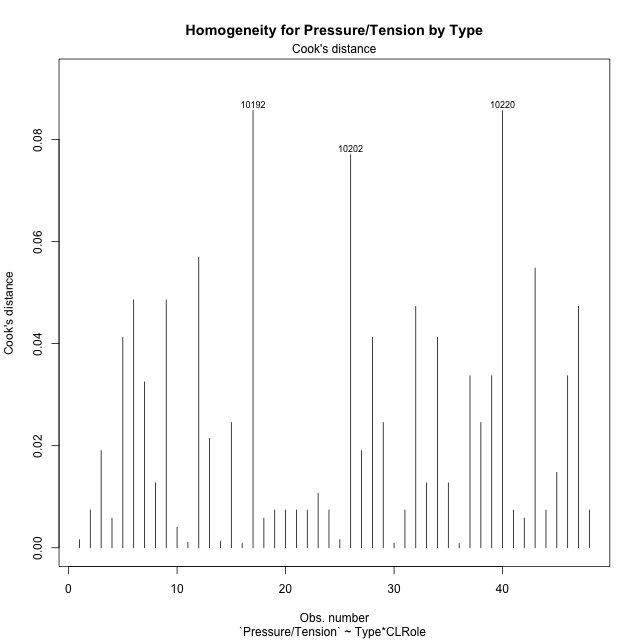 Homogeneity for Pressure/Tension by Type
Cook's distance
10192
10220
10202
0.08
0.06
0.04
0.02
0.00
Cook's distance
0 10 20 30 40
Obs. number
`Pressure/Tension` ~ Type*CLRole